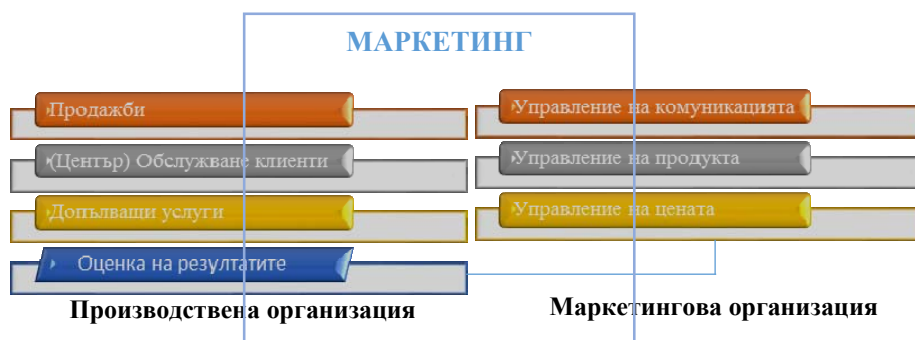 МАРКЕТИНГ
Продажби
(Център) Обслужване клиенти
Допълващи услуги
Оценка на резултатите
Производствена организация
Управление на комуникацията
Управление на продукта
Управление на цената
Маркетингова организация